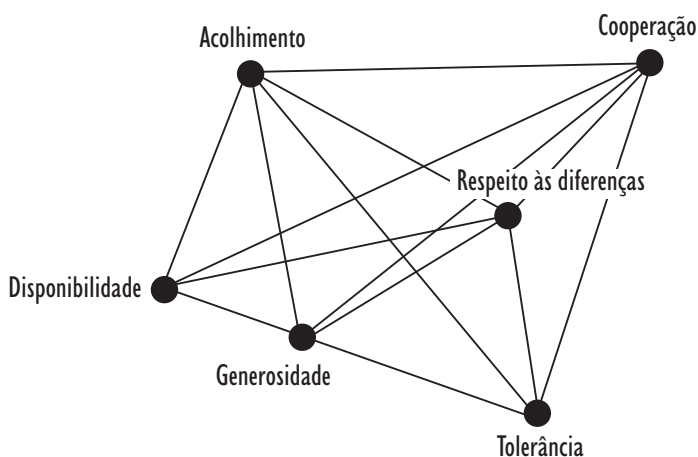 Cooperação
Acolhimento
Respeito às diferenças
Disponibilidade
Generosidade
Tolerância